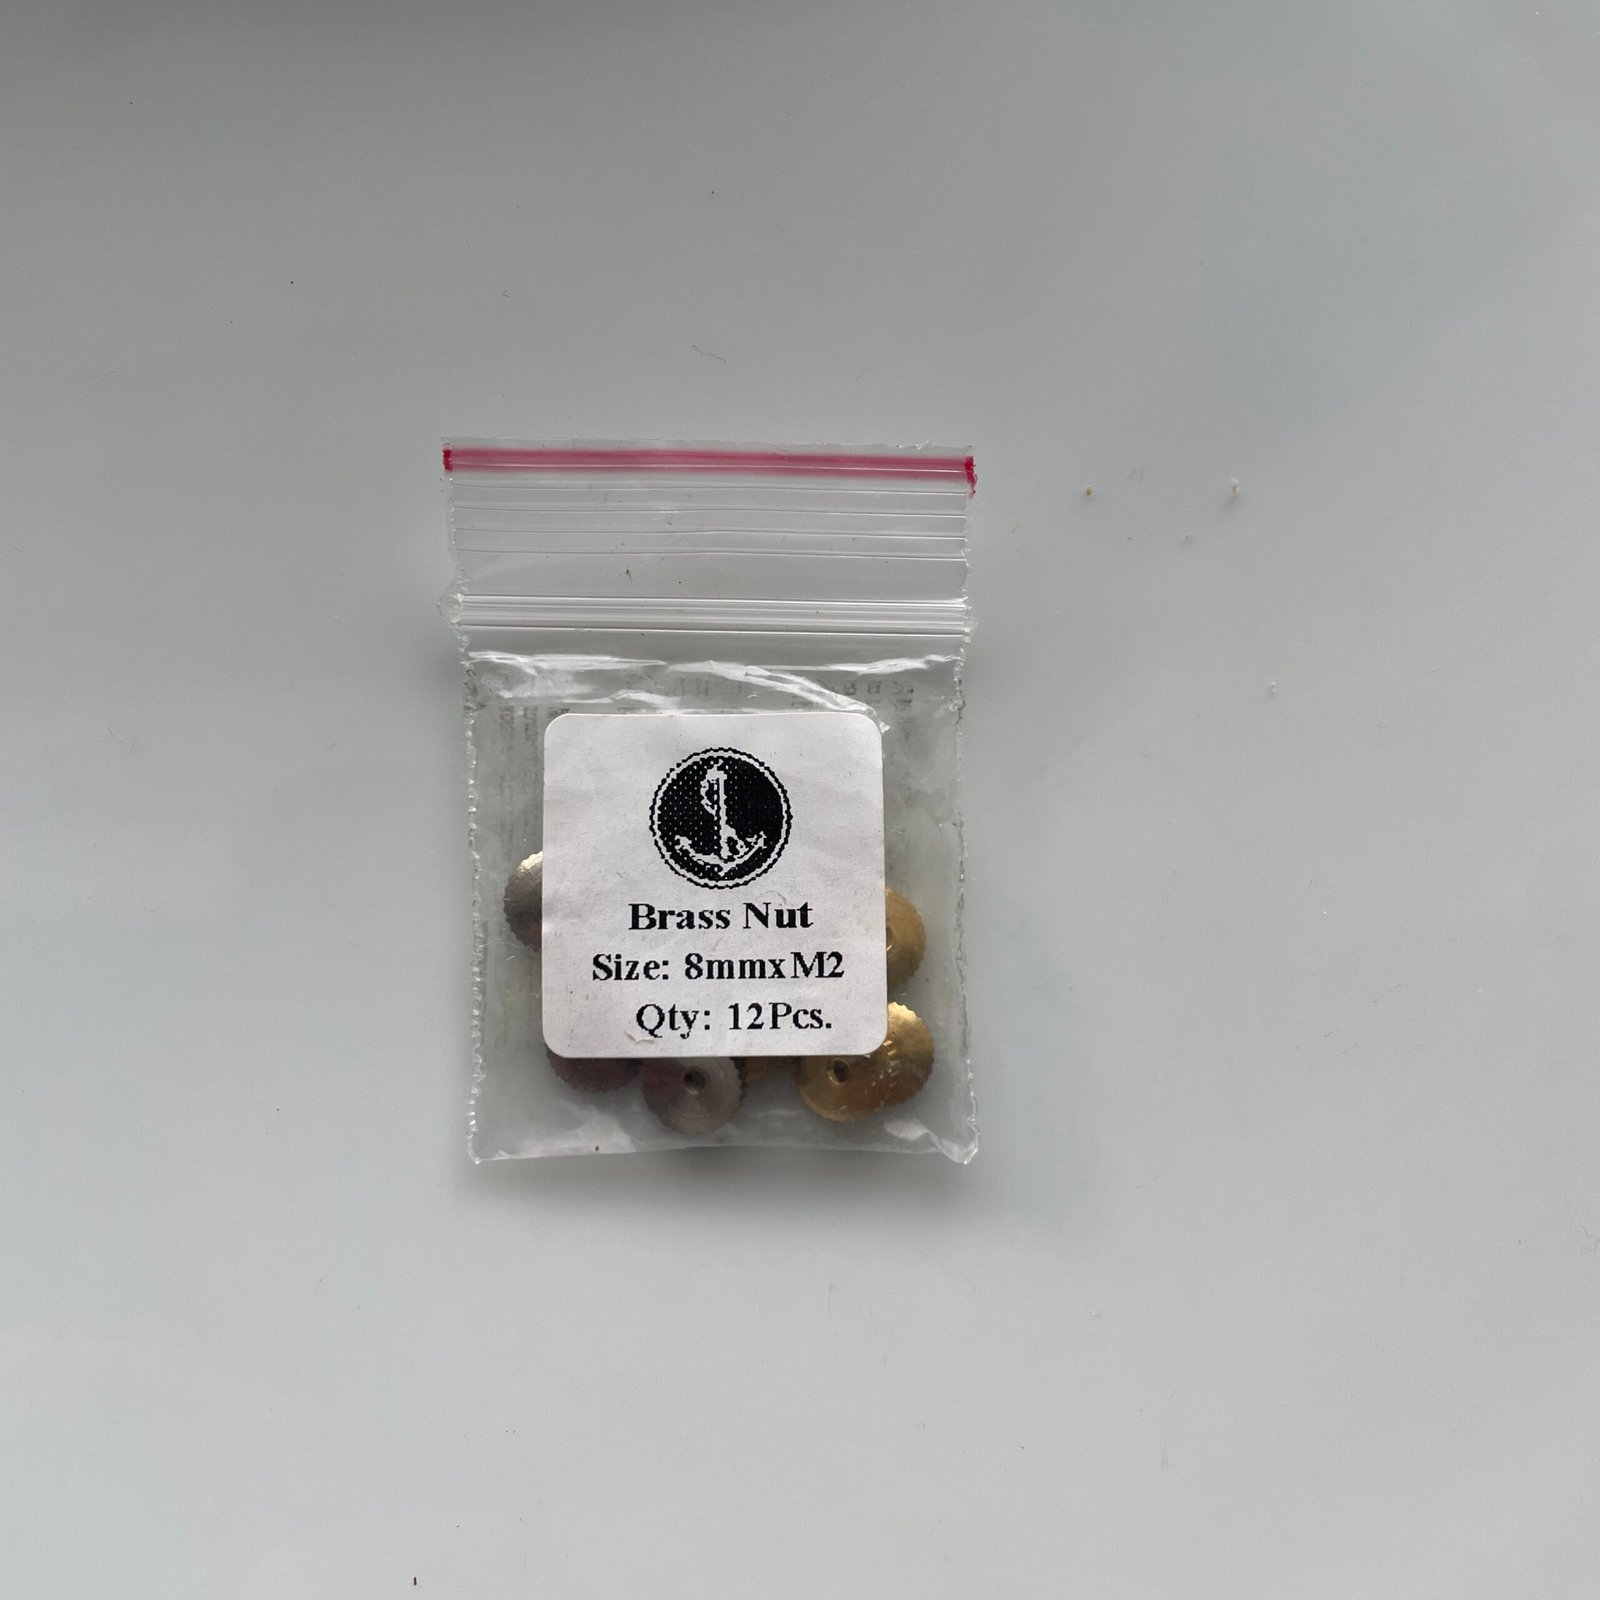 Brass Nut
Size: 8mmxM2
Qty: 12Pcs.